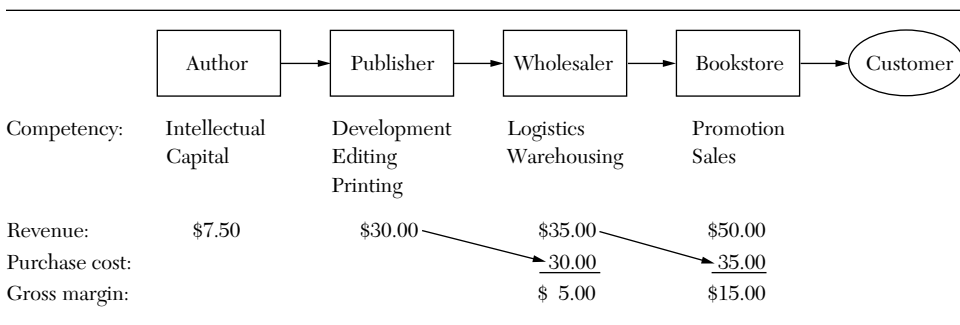 Author Publisher Wholesaler Bookstore Customer
Competency: Intellectual Development Logistics Promotion
Capital Editing Warehousing Sales
Printing
Revenue: $7.50 $30.00 $35.00 $50.00
Purchase cost: 30.00 35.00
Gross margin: $ 5.00 $15.00